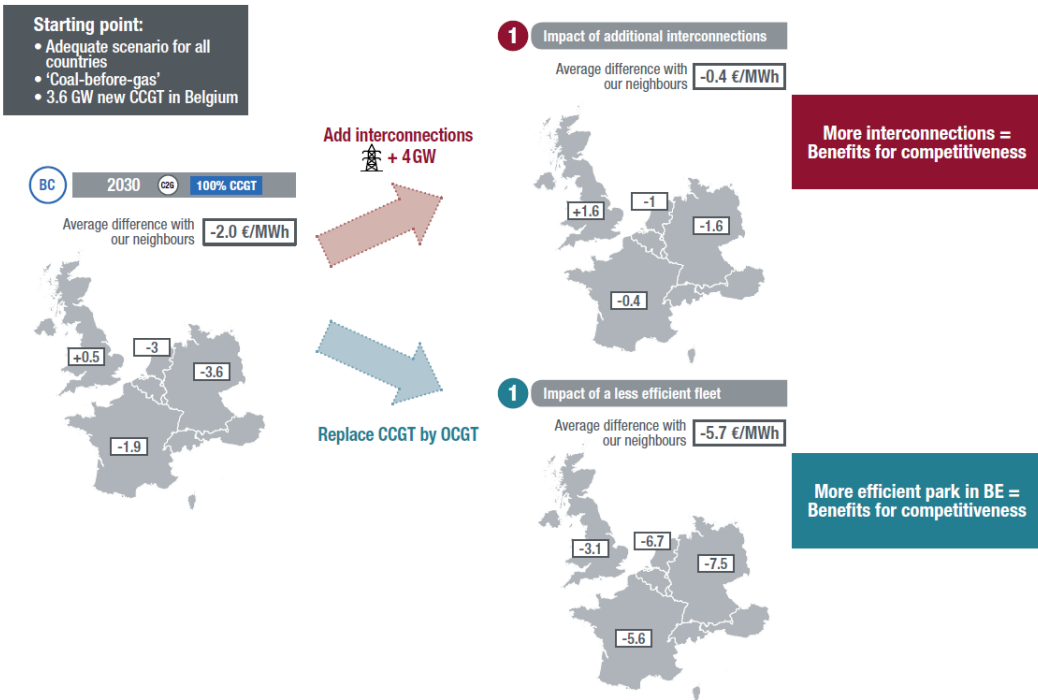 Starting point:
• Adequate scenario for all
countries
• ‘Coal-before-gas’
• 3.6 GW new CCGT in Belgium
BC
2030
C2G
100% CCGT
Average difference with
our neighbours
-2.0 €/MWh
+0.5
-3
-3.6
-1.9
Add interconnections
+ 4GW
Replace CCGT by OCGT
1
Impact of additional interconnections
Average difference with
our neighbours
-0.4 €/MWh
+1.6
-1
-1.6
-0.4
More interconnections =
Benefits for competitiveness
1
Impact of a less efficient fleet
Average difference with
our neighbours
-5.7 €/MWh
-3.1
-6.7
-7.5
-5.6
More efficient park in BE =
Benefits for competitiveness